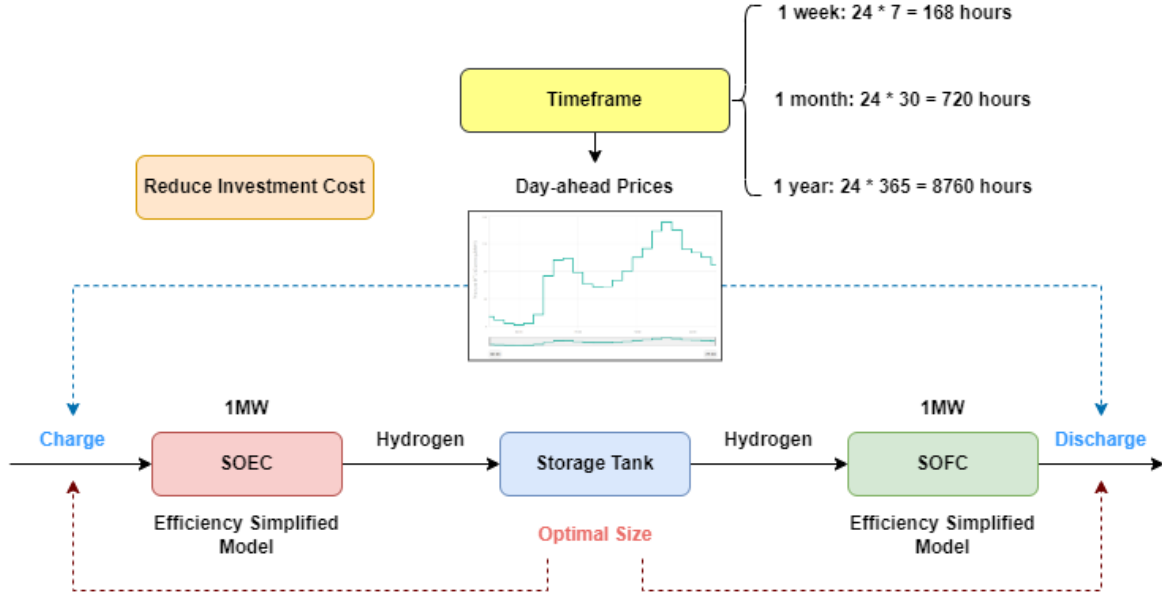 1 week: 24 * 7 = 168 hours
Timeframe
1 month: 24 * 30 = 720 hours
Reduce Investment Cost
Day-ahead Prices
1 year: 24 * 365 = 8760 hours
1MW
1MW
Charge
SOEC
Hydrogen
Storage Tank
Hydrogen
SOFC
Discharge
Efficiency Simplified
Model
Optimal Size
Efficiency Simplified
Model